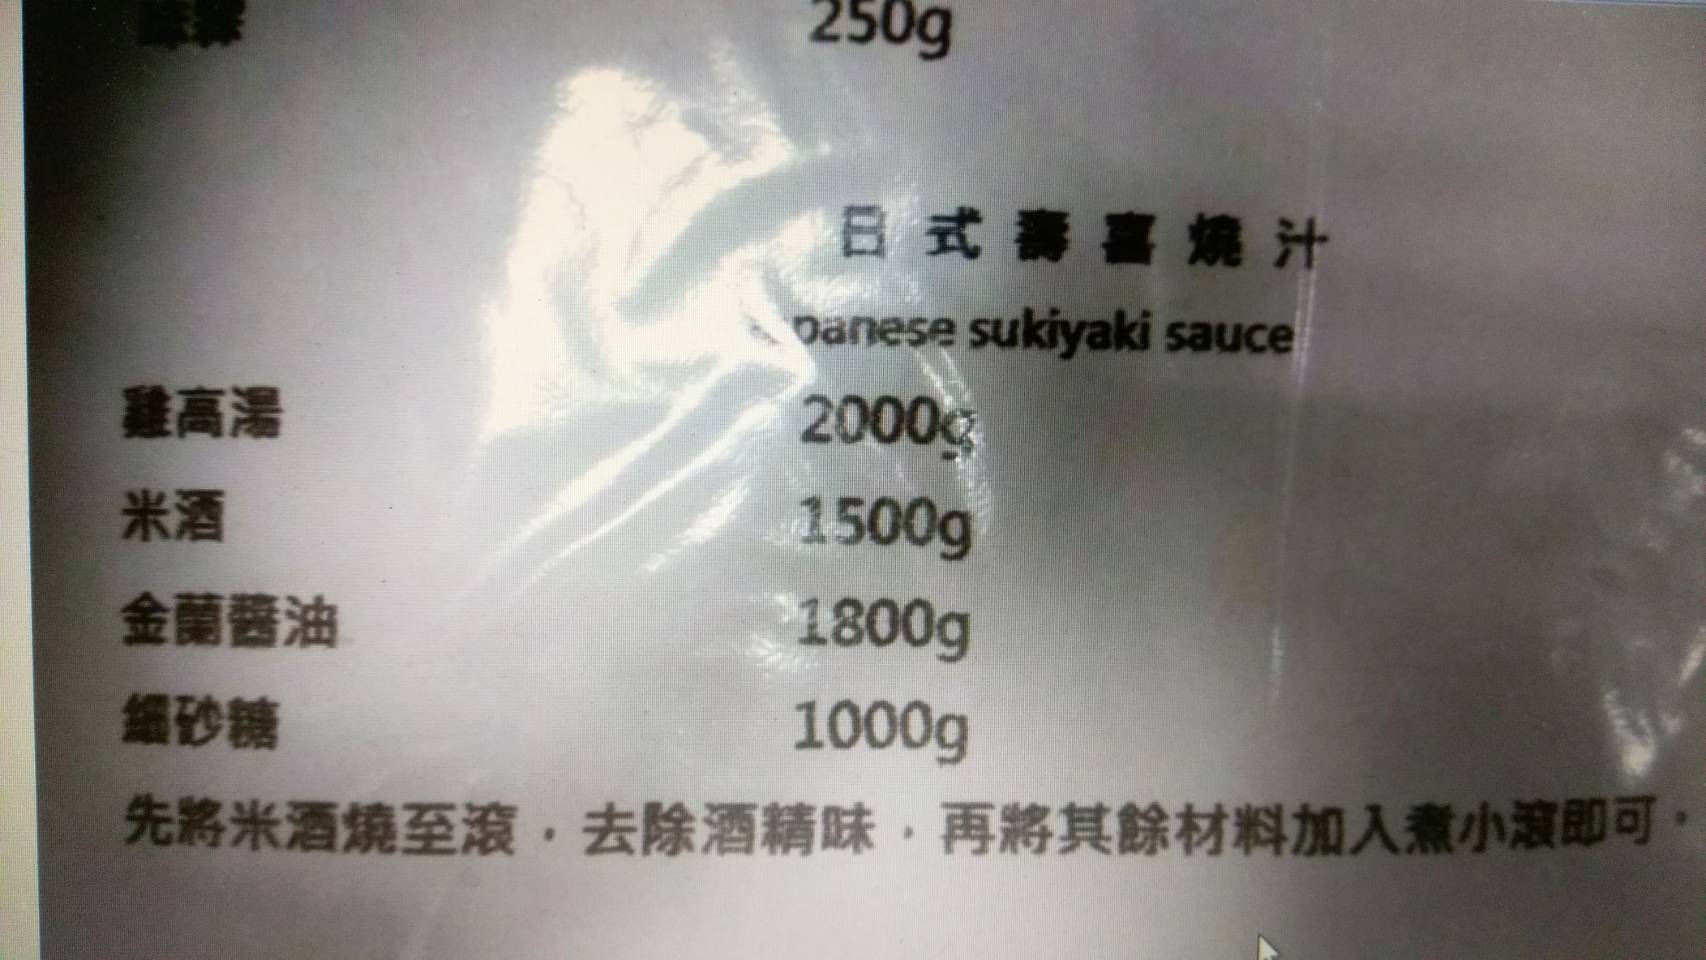 250g
日式壽喜燒汁
panese sukiyaki sauce
雞高湯 2000g
米酒 1500g
金蘭醬油 1800g
細砂糖 1000g
先將米酒燒至滾，去除酒精味，再將其餘材料加入煮小滾即可。